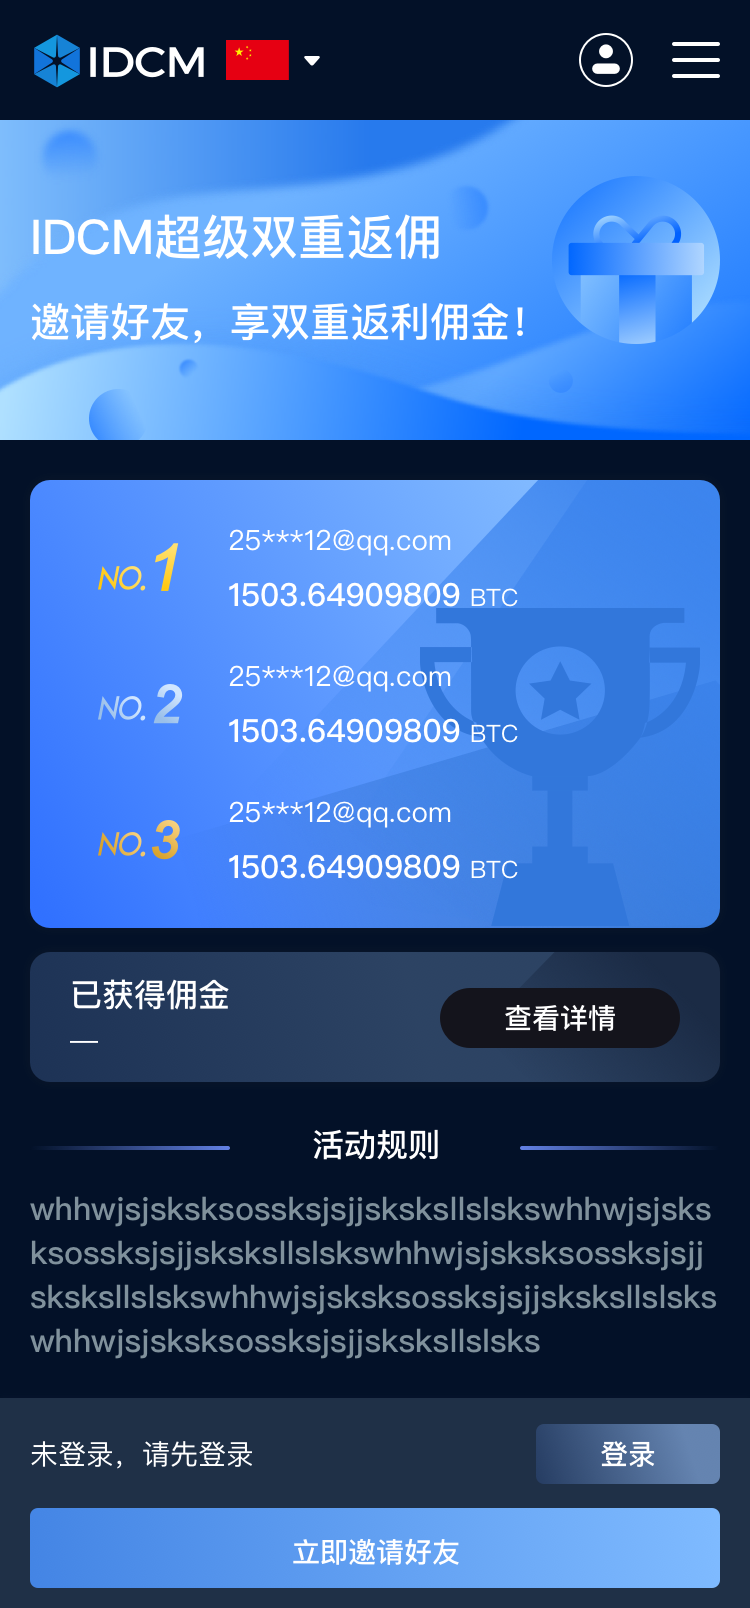 IDCM
IDCM超级双重返佣
邀请好友，享双重返利佣金！
NO.1
25***12@qq.com
1503.64909809 BTC
NO.2
25***12@qq.com
1503.64909809 BTC
NO.3
25***12@qq.com
1503.64909809 BTC
已获得佣金
—
查看详情
活动规则
whhwjsjsksksossksjsjjsksksllslskswhhwjsjsks
ksossksjsjjsksksllslskswhhwjsjsksksossksjsjj
sksksllslskswhhwjsjsksksossksjsjjsksksllslsks
whhwjsjsksksossksjsjjsksksllslsks
未登录，请先登录
登录
立即邀请好友